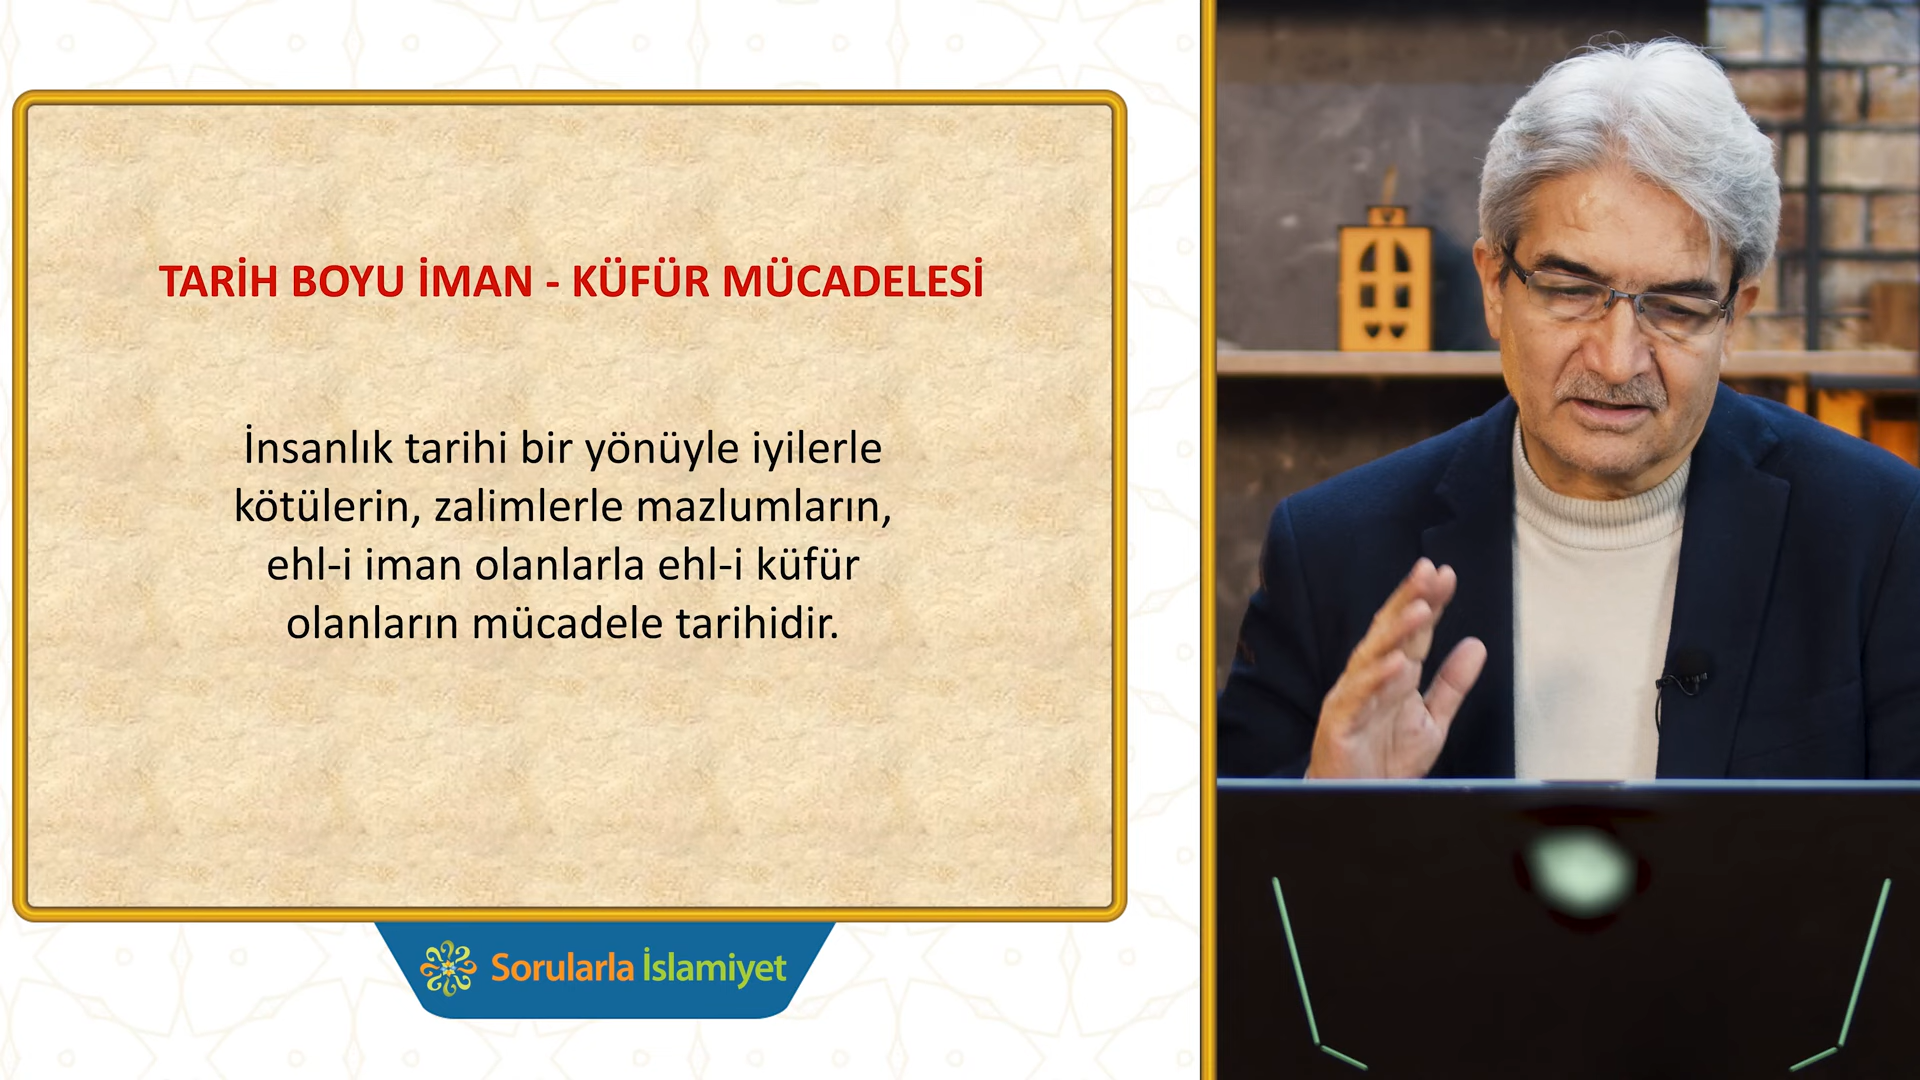 TARİH BOYU İMAN - KÜFÜR MÜCADELESİ
İnsanlık tarihi bir yönüyle iyilerle
kötülerin, zalimlerle mazlumların,
ehl-i iman olanlarla ehl-i küfür
olanların mücadele tarihidir.
Sorularla İslamiyet